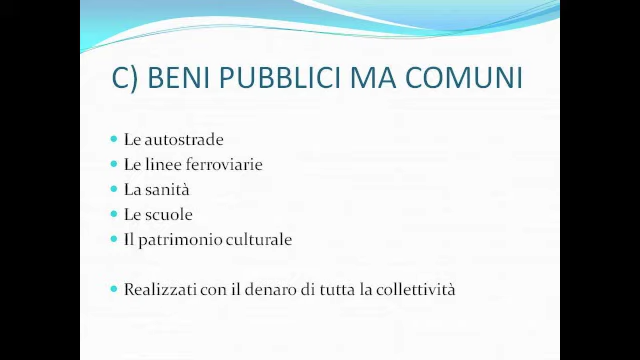 C) BENI PUBBLICI MA COMUNI
Le autostrade
Le linee ferroviarie
La sanità
Le scuole
Il patrimonio culturale
Realizzati con il denaro di tutta la collettività